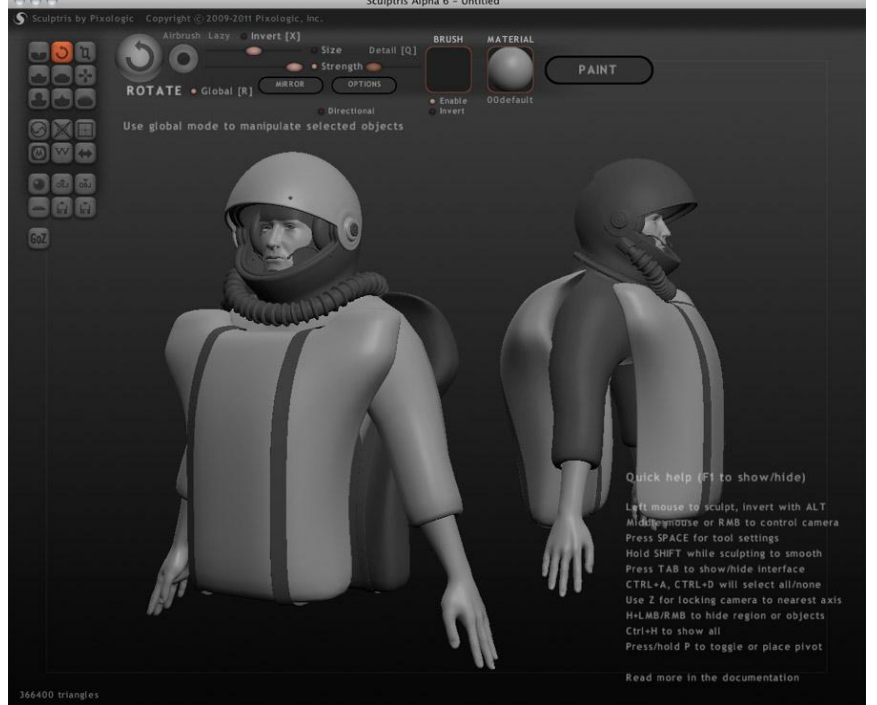 Sculptris Alpha 6 - Untitled
Sculptris by Pixologic Copyright © 2009-2011 Pixologic, Inc.
Airbrush Lazy Invert [X]
BRUSH MATERIAL
Size Detail [Q]
Strength
PAINT
ROTATE Global [R] MIRROR OPTIONS
Enable 00default
Directional Invert
Use global mode to manipulate selected objects
GoZ
Quick help (F1 to show/hide)
Left mouse to sculpt, invert with ALT
Middle mouse or RMB to control camera
Press SPACE for tool settings
Hold SHIFT while sculpting to smooth
Press TAB to show/hide interface
CTRL+A, CTRL+D will select all/none
Use Z for locking camera to nearest axis
H+LMB/RMB to hide region or objects
Ctrl+H to show all
Press/hold P to toggle or place pivot
Read more in the documentation
366400 triangles